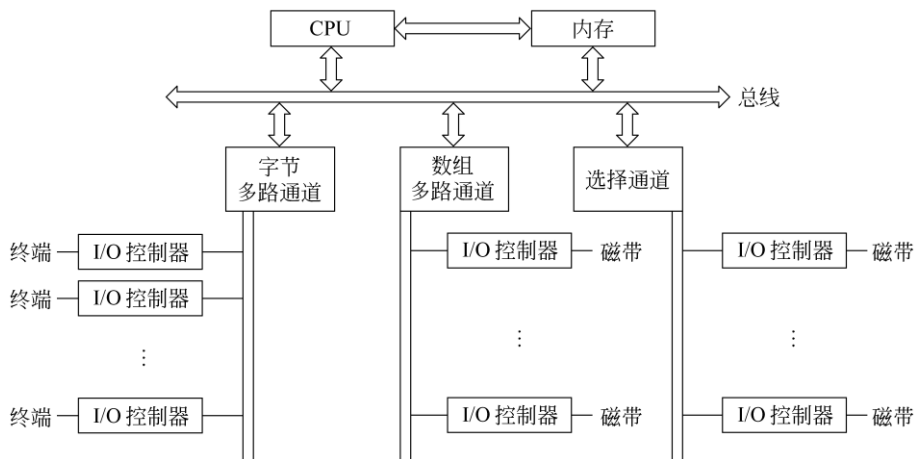 CPU
内存
总线
字节
多路通道
数组
多路通道
选择通道
终端
I/O 控制器
I/O 控制器
磁带
I/O 控制器
磁带
终端
I/O 控制器
⋮
⋮
⋮
终端
I/O 控制器
I/O 控制器
磁带
I/O 控制器
磁带